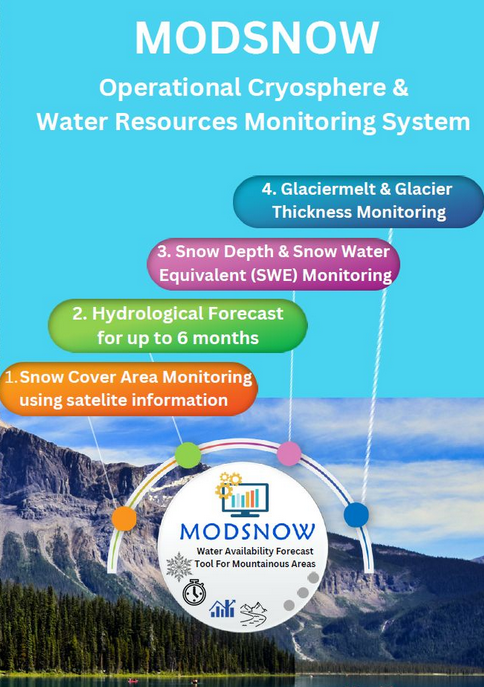 MODSNOW
Operational Cryosphere &
Water Resources Monitoring System
4. Glaciermelt & Glacier
Thickness Monitoring
3. Snow Depth & Snow Water
Equivalent (SWE) Monitoring
2. Hydrological Forecast
for up to 6 months
1. Snow Cover Area Monitoring
using satelite information
MODSNOW
Water Availability Forecast
Tool For Mountainous Areas